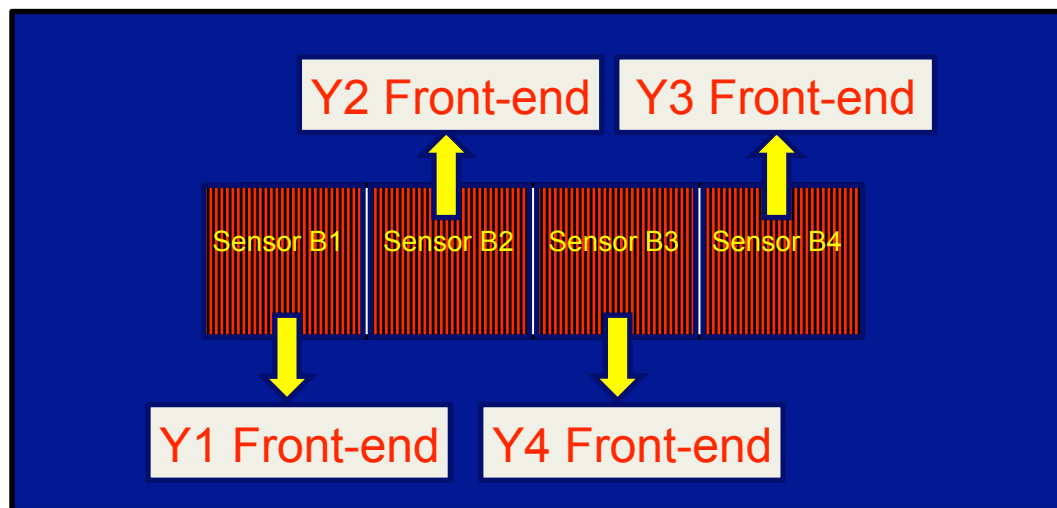 Y2 Front-end
Y3 Front-end
Sensor B1
Sensor B2
Sensor B3
Sensor B4
Y1 Front-end
Y4 Front-end